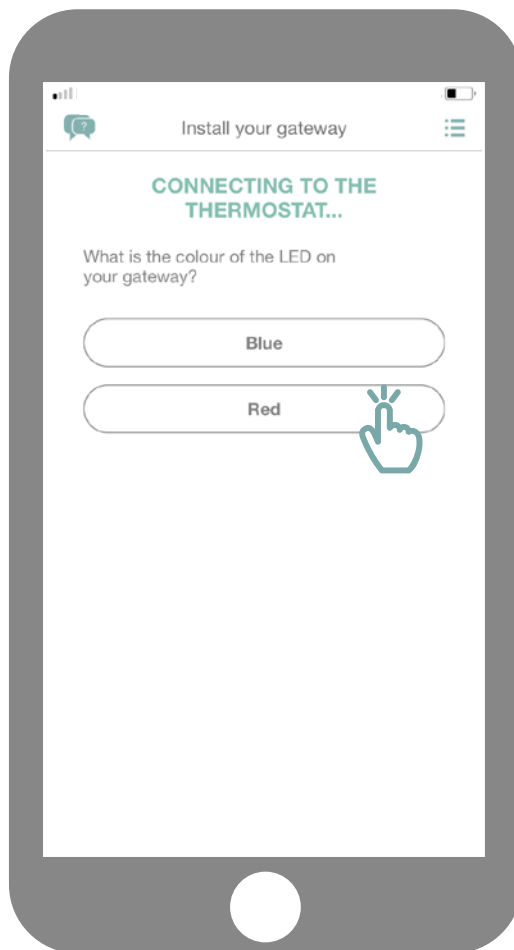 ?
Install your gateway
CONNECTING TO THE
THERMOSTAT...
What is the colour of the LED on
your gateway?
Blue
Red